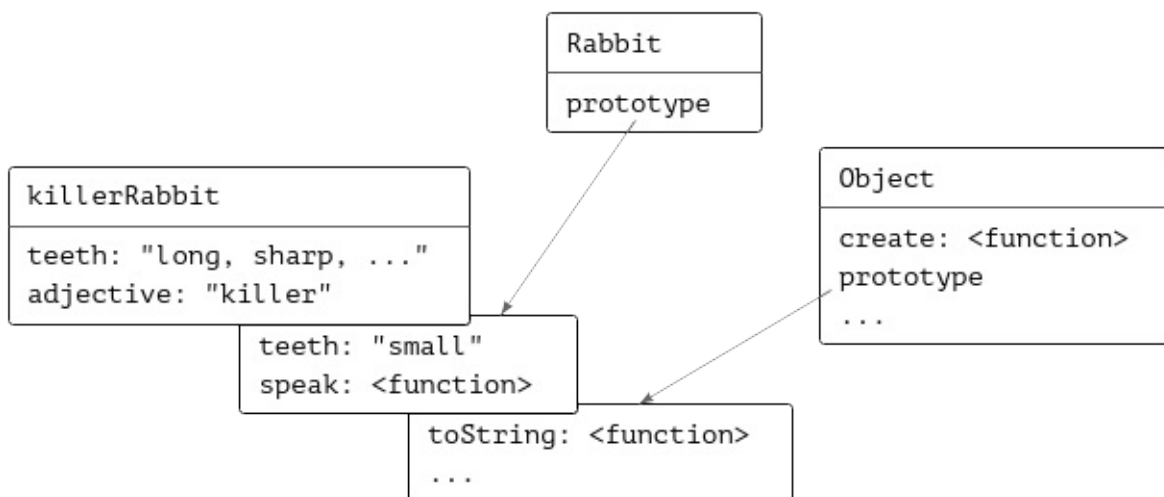 Rabbit
prototype
killerRabbit
teeth: "long, sharp, ..."
adjective: "killer"
Object
create: <function>
prototype
...
teeth: "small"
speak: <function>
toString: <function>
...